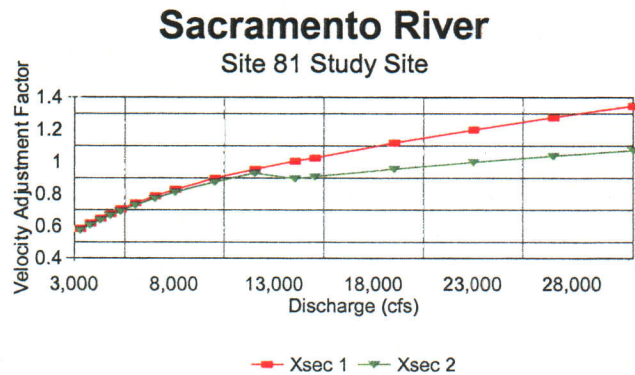 Sacramento River
Site 81 Study Site
Velocity Adjustment Factor
1.4
1.2
1
0.8
0.6
0.4
3,000 8,000 13,000 18,000 23,000 28,000
Discharge (cfs)
Xsec 1 Xsec 2